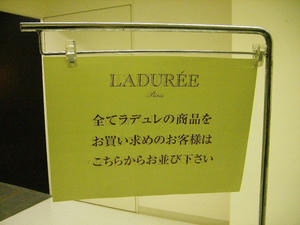 LADURÉE
Paris
全てラデュレの商品を
お買い求めのお客様は
こちらからお並び下さい